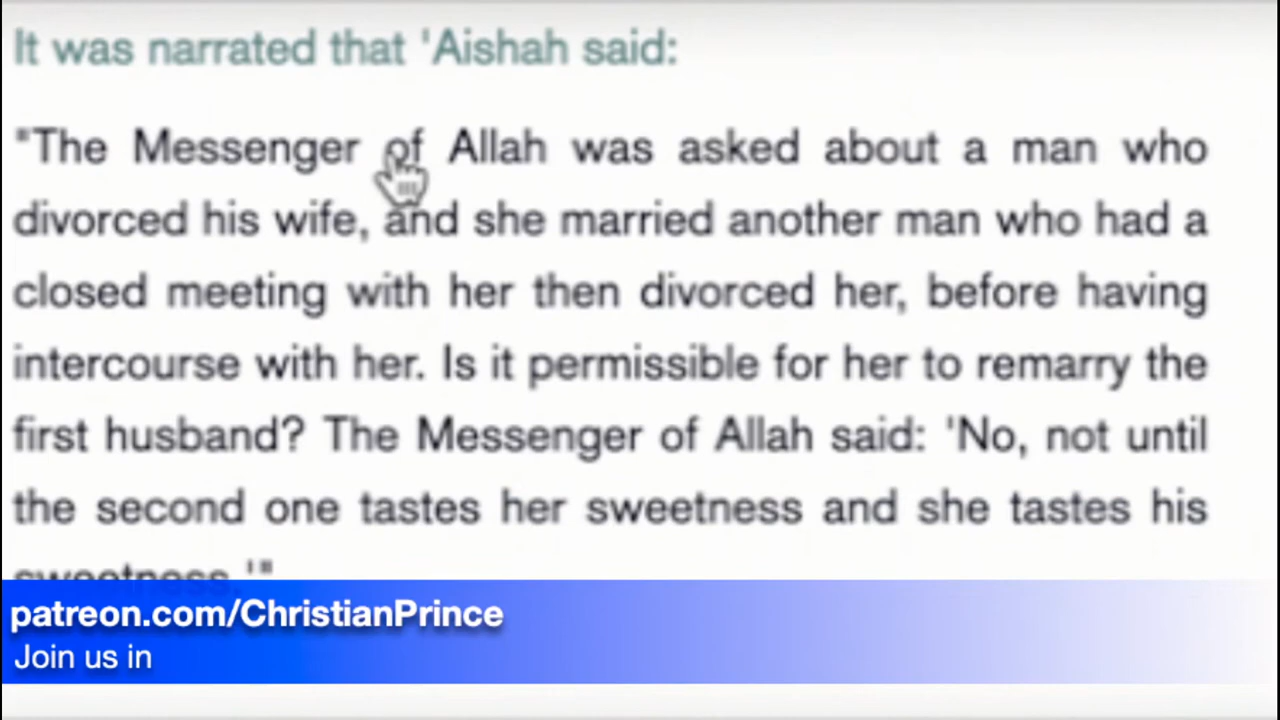 It was narrated that 'Aishah said:
"The Messenger of Allah was asked about a man who
divorced his wife, and she married another man who had a
closed meeting with her then divorced her, before having
intercourse with her. Is it permissible for her to remarry the
first husband? The Messenger of Allah said: 'No, not until
the second one tastes her sweetness and she tastes his
sweetness.'"
patreon.com/ChristianPrince
Join us in